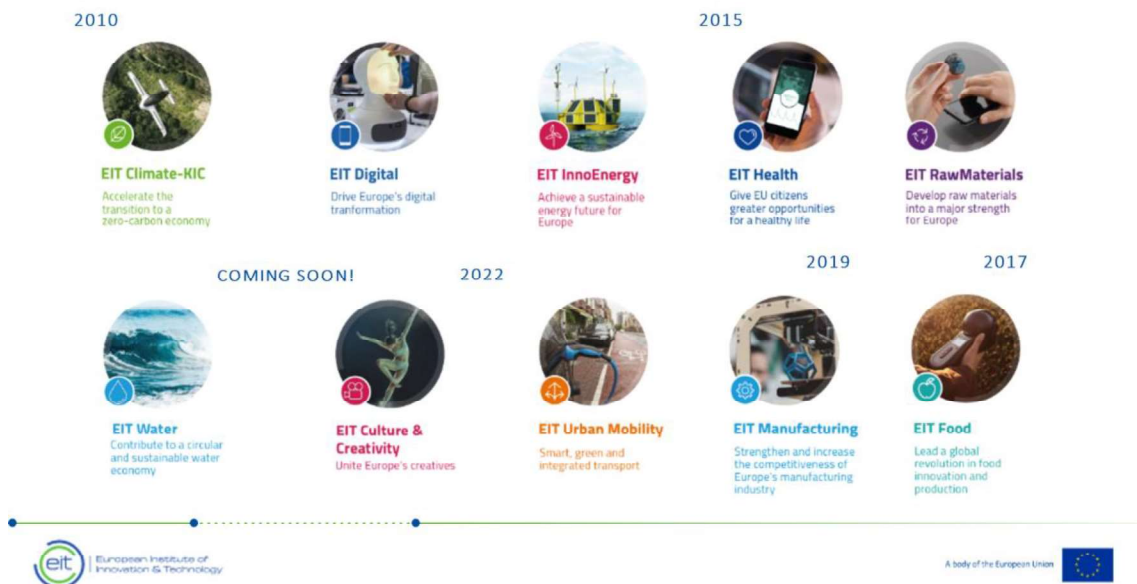 2010
2015
EIT Climate-KIC
Accelerate the
transition to a
zero-carbon economy
EIT Digital
Drive Europe's digital
tranformation
EIT InnoEnergy
Achieve a sustainable
energy future for
Europe
EIT Health
Give EU citizens
greater opportunities
for a healthy life
EIT RawMaterials
Develop raw materials
into a major strength
for Europe
COMING SOON!
2022
2019
2017
EIT Water
Contribute to a circular
and sustainable water
economy
EIT Culture &
Creativity
Unite Europe's creatives
EIT Urban Mobility
Smart, green and
integrated transport
EIT Manufacturing
Strengthen and increase
the competitiveness of
Europe's manufacturing
industry
EIT Food
Lead a global
revolution in food
innovation and
production
eit
European Institute of
Innovation & Technology
A body of the European Union